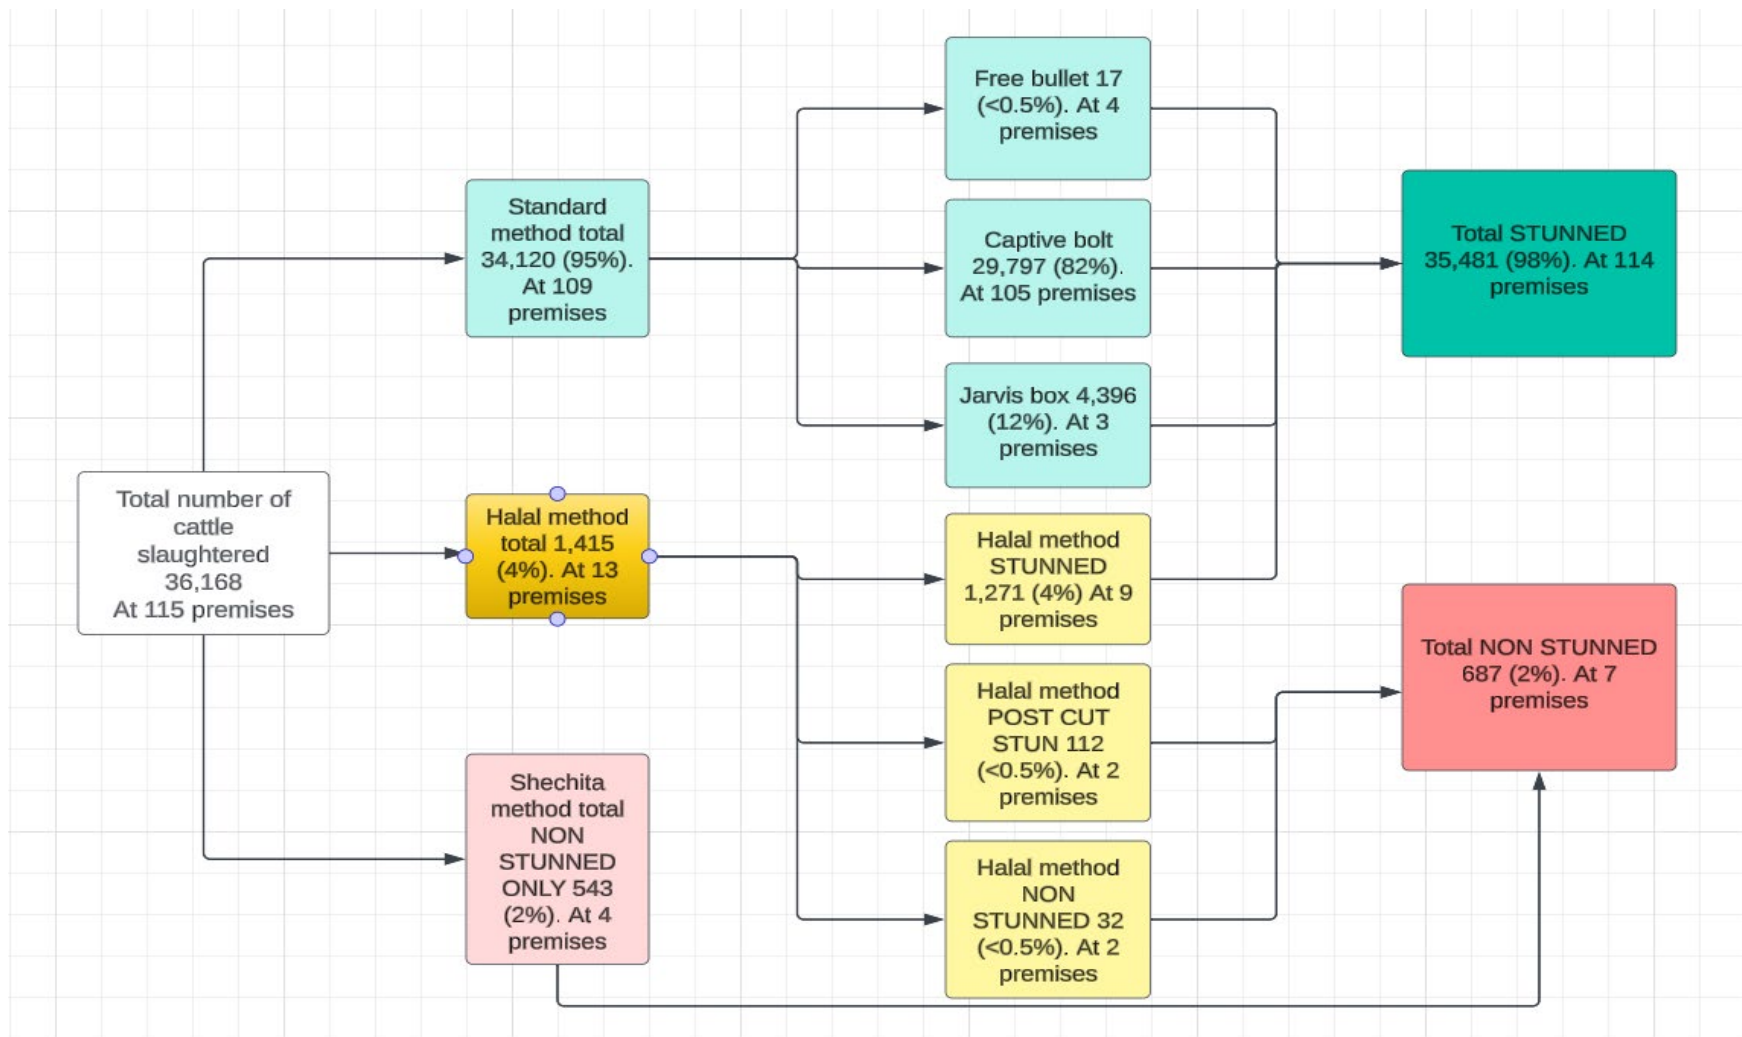 Total number of
cattle
slaughtered
36,168
At 115 premises
Standard
method total
34,120 (95%).
At 109
premises
Halal method
total 1,415
(4%). At 13
premises
Shechita
method total
NON
STUNNED
ONLY 543
(2%). At 4
premises
Free bullet 17
(<0.5%). At 4
premises
Captive bolt
29,797 (82%).
At 105 premises
Jarvis box 4,396
(12%). At 3
premises
Halal method
STUNNED
1,271 (4%) At 9
premises
Halal method
POST CUT
STUN 112
(<0.5%). At 2
premises
Halal method
NON
STUNNED 32
(<0.5%). At 2
premises
Total STUNNED
35,481 (98%). At 114
premises
Total NON STUNNED
687 (2%). At 7
premises